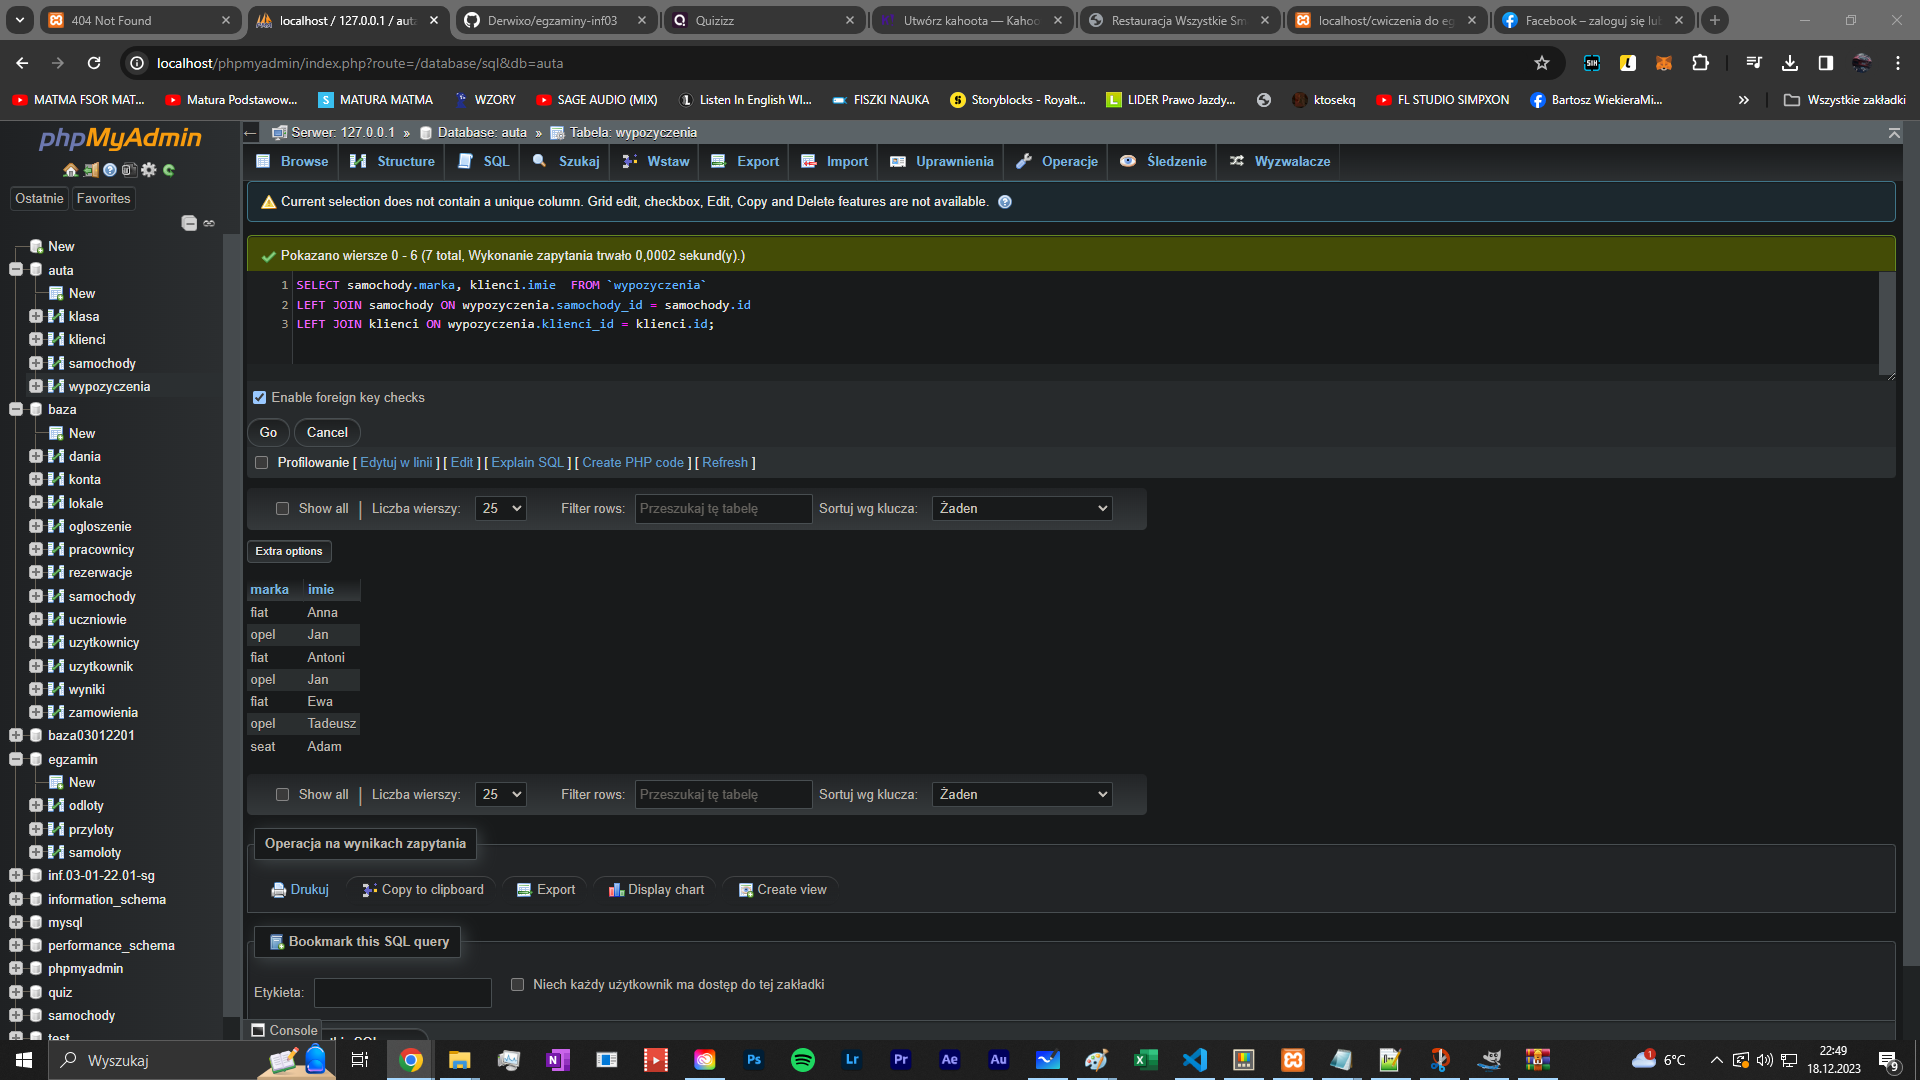 404 Not Found
localhost / 127.0.0.1 / aut
Derwixo/egzaminy-inf03
Quizizz
Utwórz kahoota — Kaho
Restauracja Wszystkie Sm
localhost/cwiczenia do eg
Facebook – zaloguj się lu
localhost/phpmyadmin/index.php?route=/database/sql&db=auta
MATMA FSOR MAT...
Matura Podstawow...
MATURA MATMA
WZORY
SAGE AUDIO (MIX)
Listen In English WI...
FISZKI NAUKA
Storyblocks - Royalt...
LIDER Prawo Jazdy...
ktosekq
FL STUDIO SIMPXON
Bartosz WiekieraMi...
Wszystkie zakładki
phpMyAdmin
Ostatnie
Favorites
New
auta
New
klasa
klienci
samochody
wypozyczenia
baza
New
dania
konta
lokale
ogloszenie
pracownicy
rezerwacje
samochody
uczniowie
uzytkownicy
uzytkownik
wyniki
zamowienia
baza03012201
egzamin
New
odloty
przyloty
samoloty
inf.03-01-22.01-sg
information_schema
mysql
performance_schema
phpmyadmin
quiz
samochody
test
Serwer: 127.0.0.1 » Database: auta » Tabela: wypozyczenia
Browse
Structure
SQL
Szukaj
Wstaw
Export
Import
Uprawnienia
Operacje
Śledzenie
Wyzwalacze
Current selection does not contain a unique column. Grid edit, checkbox, Edit, Copy and Delete features are not available.
Pokazano wiersze 0 - 6 (7 total, Wykonanie zapytania trwało 0,0002 sekund(y).)
1 SELECT samochody.marka, klienci.imie  FROM `wypozyczenia`
2 LEFT JOIN samochody ON wypozyczenia.samochody_id = samochody.id
3 LEFT JOIN klienci ON wypozyczenia.klienci_id = klienci.id;
Enable foreign key checks
Go
Cancel
Profilowanie [ Edytuj w linii ] [ Edit ] [ Explain SQL ] [ Create PHP code ] [ Refresh ]
Show all | Liczba wierszy: 25 Filter rows: Przeszukaj tę tabelę Sortuj wg klucza: Żaden
Extra options
marka imie
fiat Anna
opel Jan
fiat Antoni
opel Jan
fiat Ewa
opel Tadeusz
seat Adam
Show all | Liczba wierszy: 25 Filter rows: Przeszukaj tę tabelę Sortuj wg klucza: Żaden
Operacja na wynikach zapytania
Drukuj
Copy to clipboard
Export
Display chart
Create view
Bookmark this SQL query
Etykieta:
Niech każdy użytkownik ma dostęp do tej zakładki
Console
Wyszukaj
6°C
22:49
18.12.2023